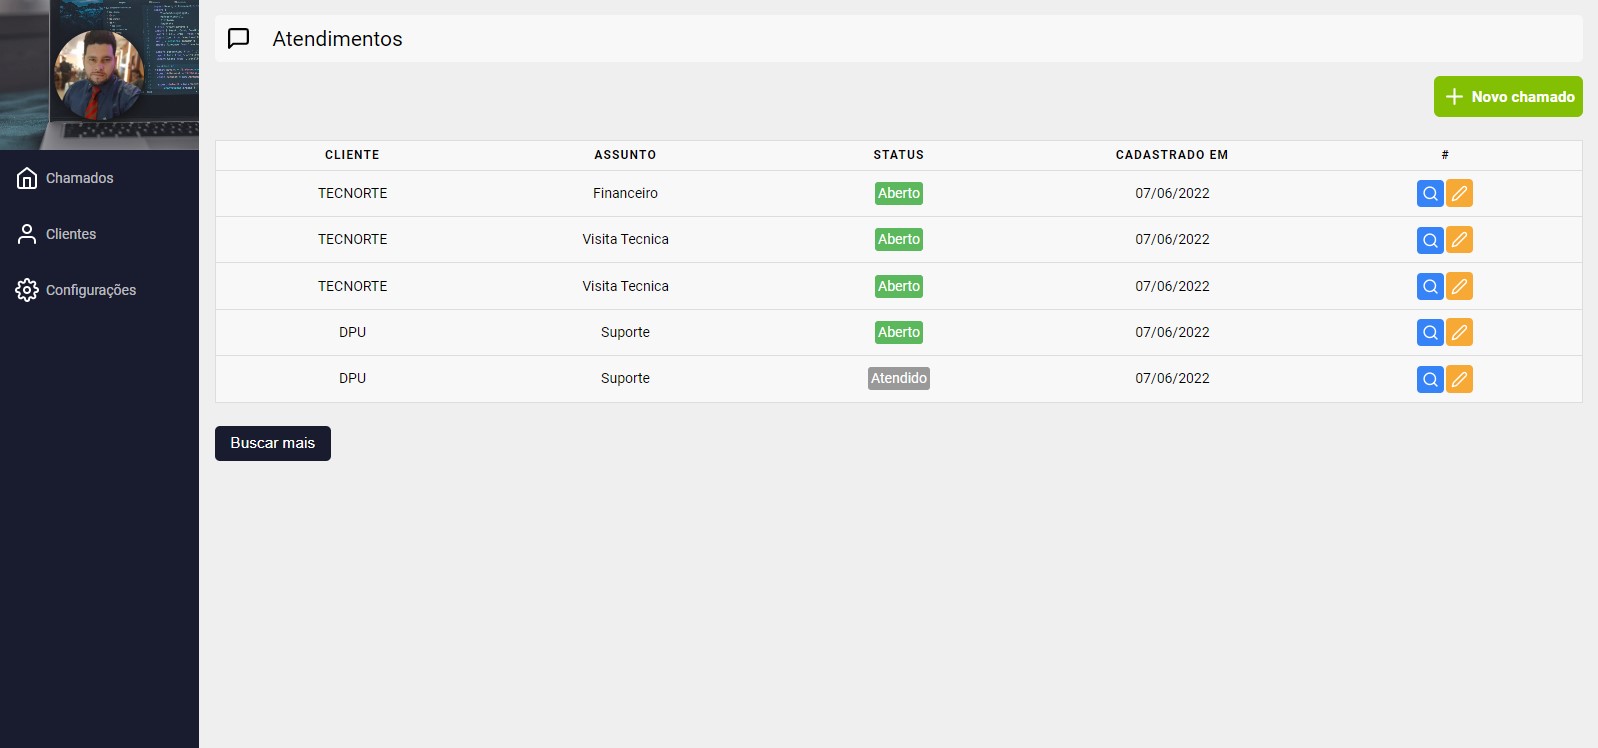 Atendimentos
Novo chamado
Chamados
Clientes
Configurações
CLIENTE ASSUNTO STATUS CADASTRADO EM #
TECNORTE Financeiro Aberto 07/06/2022
TECNORTE Visita Tecnica Aberto 07/06/2022
TECNORTE Visita Tecnica Aberto 07/06/2022
DPU Suporte Aberto 07/06/2022
DPU Suporte Atendido 07/06/2022
Buscar mais